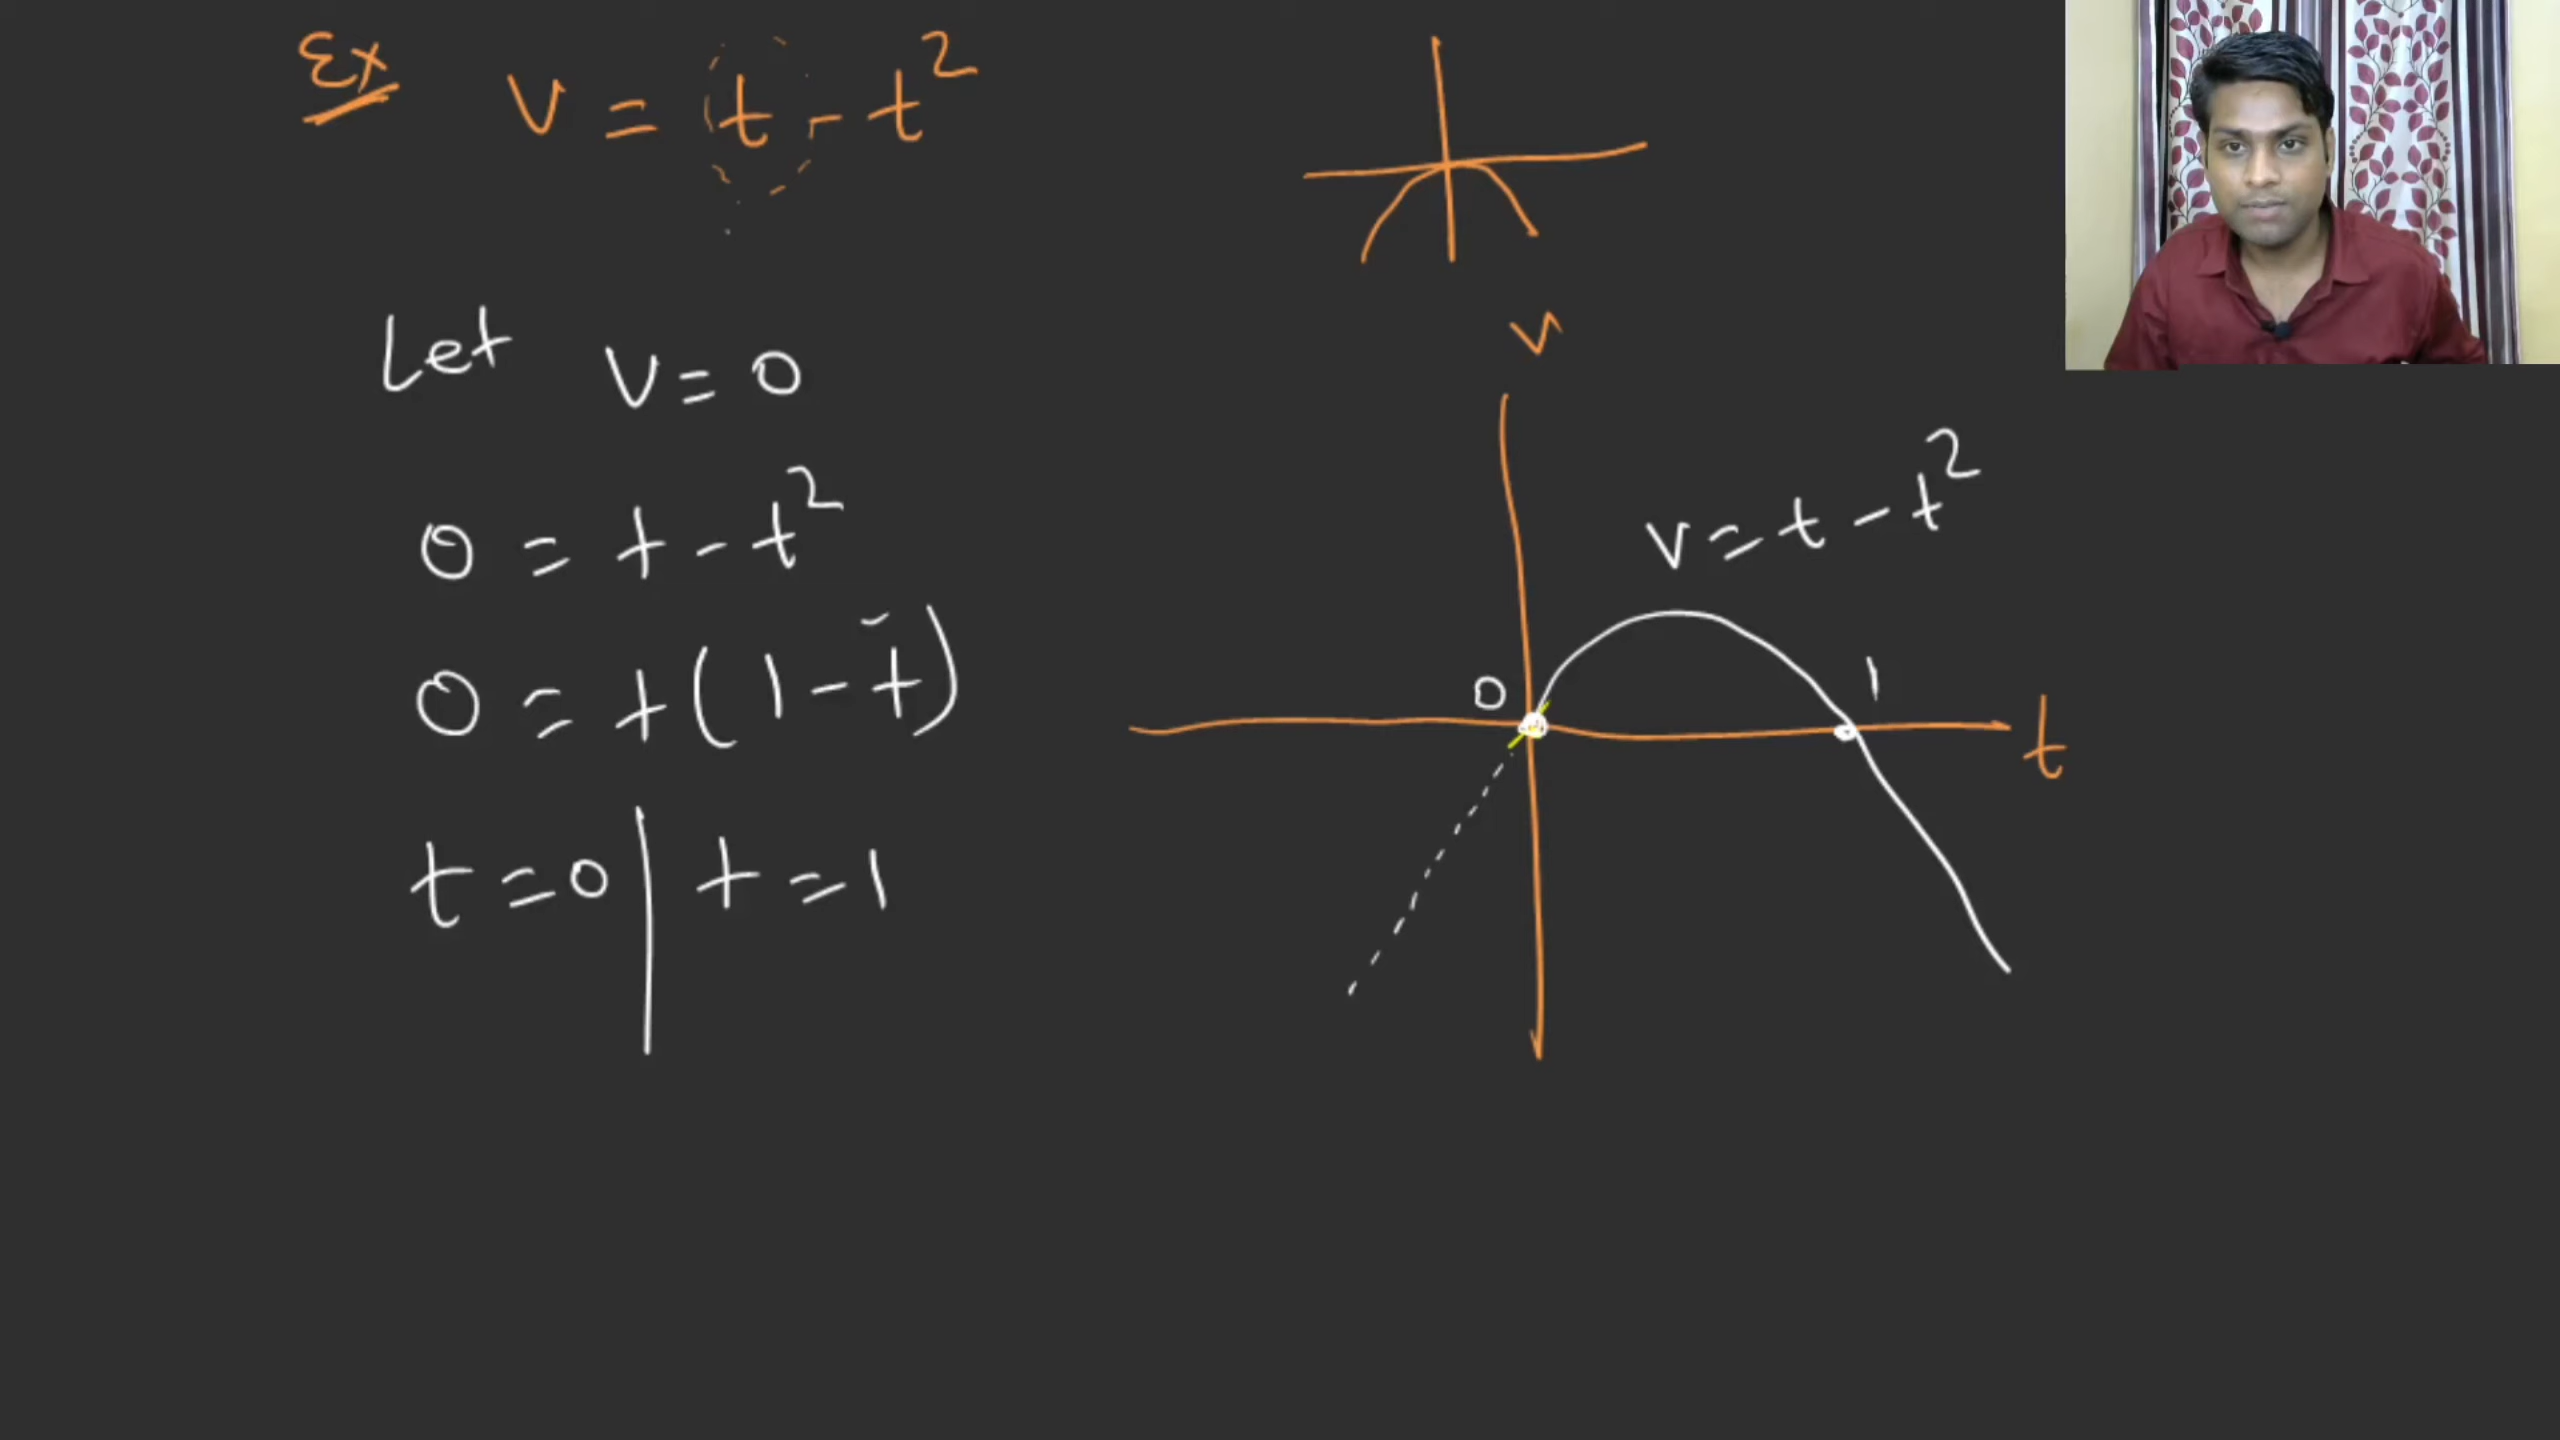 Ex v = t - t²
Let v = 0
0 = t - t²
0 = t(1 - t)
t = 0 | t = 1
v
v = t - t²
0
1
t